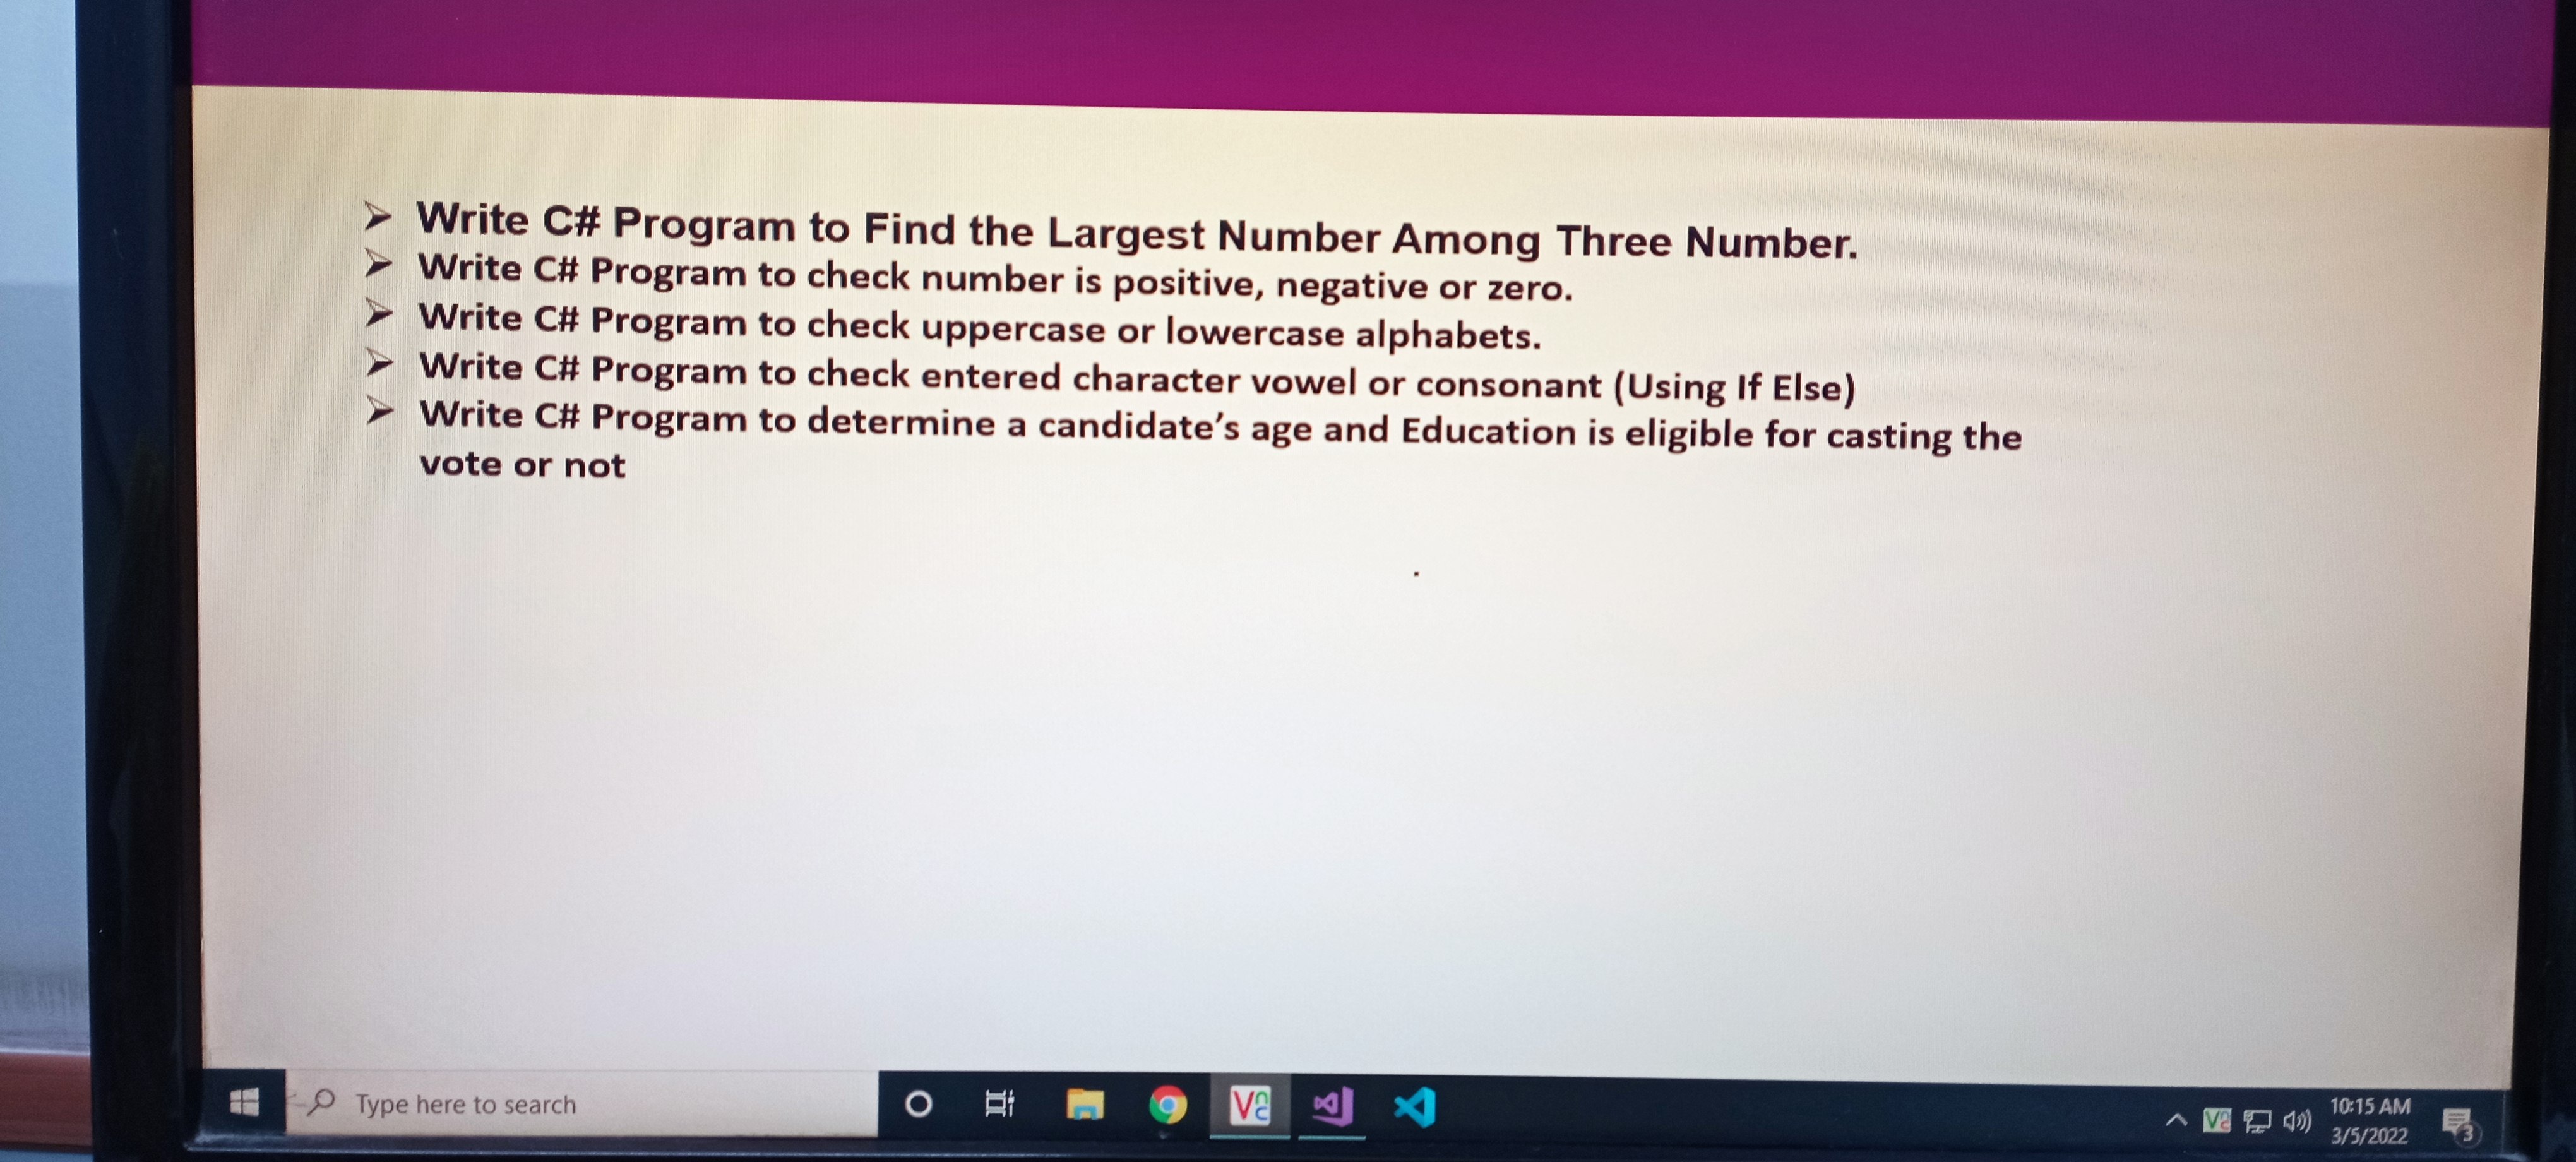 ➤ Write C# Program to Find the Largest Number Among Three Number.
➤ Write C# Program to check number is positive, negative or zero.
➤ Write C# Program to check uppercase or lowercase alphabets.
➤ Write C# Program to check entered character vowel or consonant (Using If Else)
➤ Write C# Program to determine a candidate’s age and Education is eligible for casting the
vote or not
Type here to search
10:15 AM
3/5/2022
3